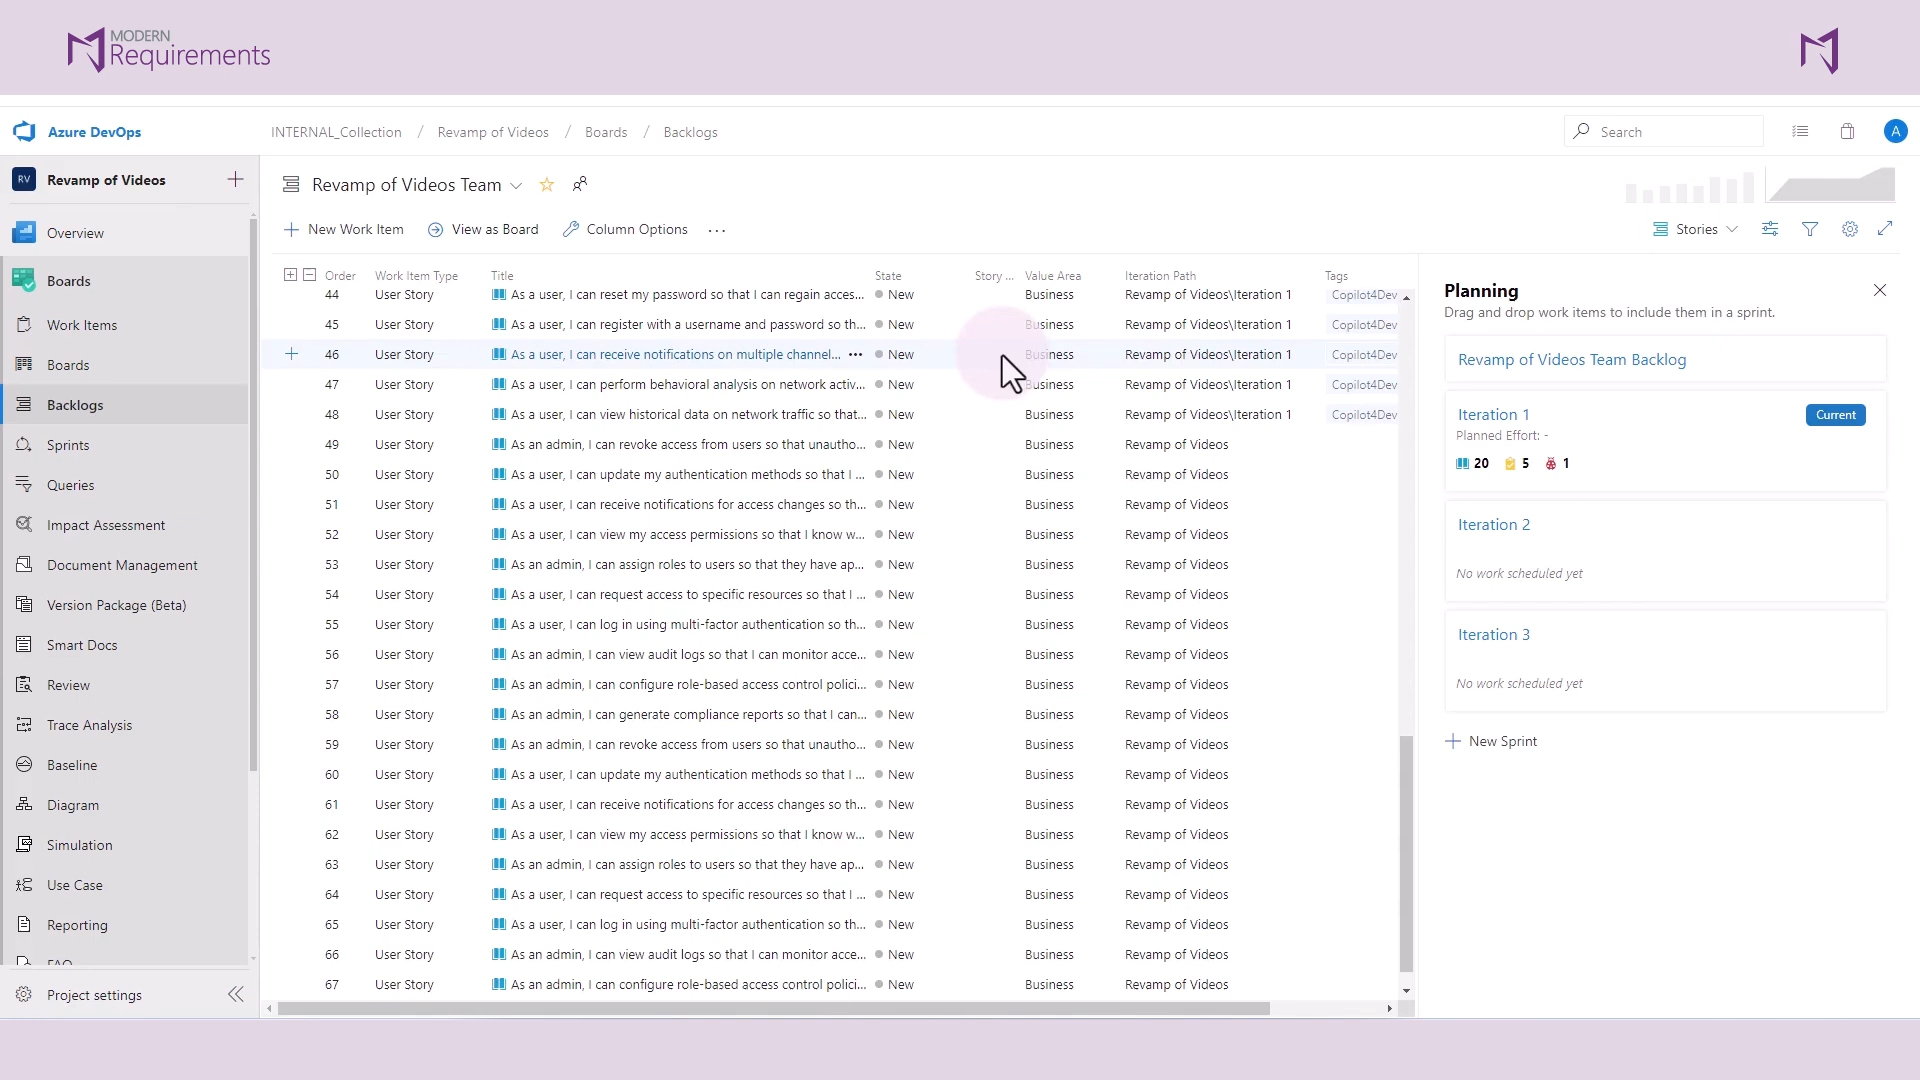 MODERN
Requirements
Azure DevOps
INTERNAL_Collection / Revamp of Videos / Boards / Backlogs
Search
A
RV Revamp of Videos
Overview
Boards
Work Items
Boards
Backlogs
Sprints
Queries
Impact Assessment
Document Management
Version Package (Beta)
Smart Docs
Review
Trace Analysis
Baseline
Diagram
Simulation
Use Case
Reporting
FAQ
Project settings
Revamp of Videos Team
New Work Item View as Board Column Options ...
Stories
Order Work Item Type Title State Story ... Value Area Iteration Path Tags
44 User Story As a user, I can reset my password so that I can regain acces... New Business Revamp of Videos\Iteration 1 Copilot4Dev
45 User Story As a user, I can register with a username and password so th... New Business Revamp of Videos\Iteration 1 Copilot4Dev
46 User Story As a user, I can receive notifications on multiple channel... ... New Business Revamp of Videos\Iteration 1 Copilot4Dev
47 User Story As a user, I can perform behavioral analysis on network activ... New Business Revamp of Videos\Iteration 1 Copilot4Dev
48 User Story As a user, I can view historical data on network traffic so that... New Business Revamp of Videos\Iteration 1 Copilot4Dev
49 User Story As an admin, I can revoke access from users so that unautho... New Business Revamp of Videos
50 User Story As a user, I can update my authentication methods so that I ... New Business Revamp of Videos
51 User Story As a user, I can receive notifications for access changes so th... New Business Revamp of Videos
52 User Story As a user, I can view my access permissions so that I know w... New Business Revamp of Videos
53 User Story As an admin, I can assign roles to users so that they have ap... New Business Revamp of Videos
54 User Story As a user, I can request access to specific resources so that I ... New Business Revamp of Videos
55 User Story As a user, I can log in using multi-factor authentication so th... New Business Revamp of Videos
56 User Story As an admin, I can view audit logs so that I can monitor acce... New Business Revamp of Videos
57 User Story As an admin, I can configure role-based access control polici... New Business Revamp of Videos
58 User Story As an admin, I can generate compliance reports so that I can... New Business Revamp of Videos
59 User Story As an admin, I can revoke access from users so that unautho... New Business Revamp of Videos
60 User Story As a user, I can update my authentication methods so that I ... New Business Revamp of Videos
61 User Story As a user, I can receive notifications for access changes so th... New Business Revamp of Videos
62 User Story As a user, I can view my access permissions so that I know w... New Business Revamp of Videos
63 User Story As an admin, I can assign roles to users so that they have ap... New Business Revamp of Videos
64 User Story As a user, I can request access to specific resources so that I ... New Business Revamp of Videos
65 User Story As a user, I can log in using multi-factor authentication so th... New Business Revamp of Videos
66 User Story As an admin, I can view audit logs so that I can monitor acce... New Business Revamp of Videos
67 User Story As an admin, I can configure role-based access control polici... New Business Revamp of Videos
Planning
Drag and drop work items to include them in a sprint.
Revamp of Videos Team Backlog
Iteration 1 Current
Planned Effort: -
20 5 1
Iteration 2
No work scheduled yet
Iteration 3
No work scheduled yet
New Sprint